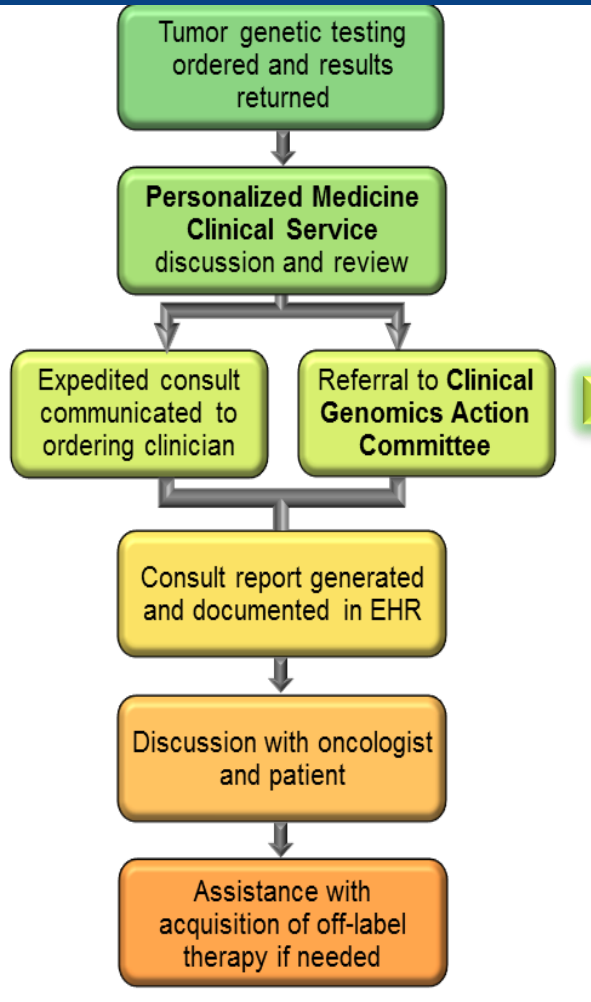 Tumor genetic testing
ordered and results
returned
Personalized Medicine
Clinical Service
discussion and review
Expedited consult
communicated to
ordering clinician
Referral to Clinical
Genomics Action
Committee
Consult report generated
and documented in EHR
Discussion with oncologist
and patient
Assistance with
acquisition of off-label
therapy if needed